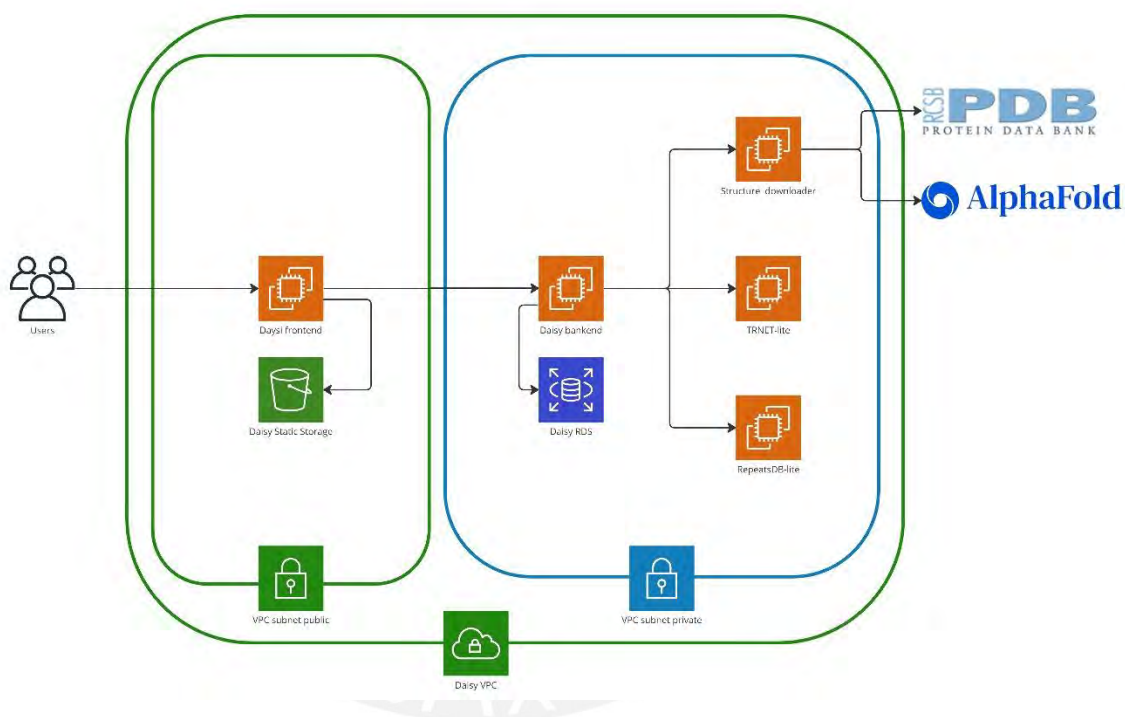 RCSB
PDB
PROTEIN DATA BANK
Structure downloader
AlphaFold
Users
Daysi frontend
Daisy bankend
TRNET-lite
Daisy Static Storage
Daisy RDS
RepeatsDB-lite
VPC subnet public
VPC subnet private
Daisy VPC